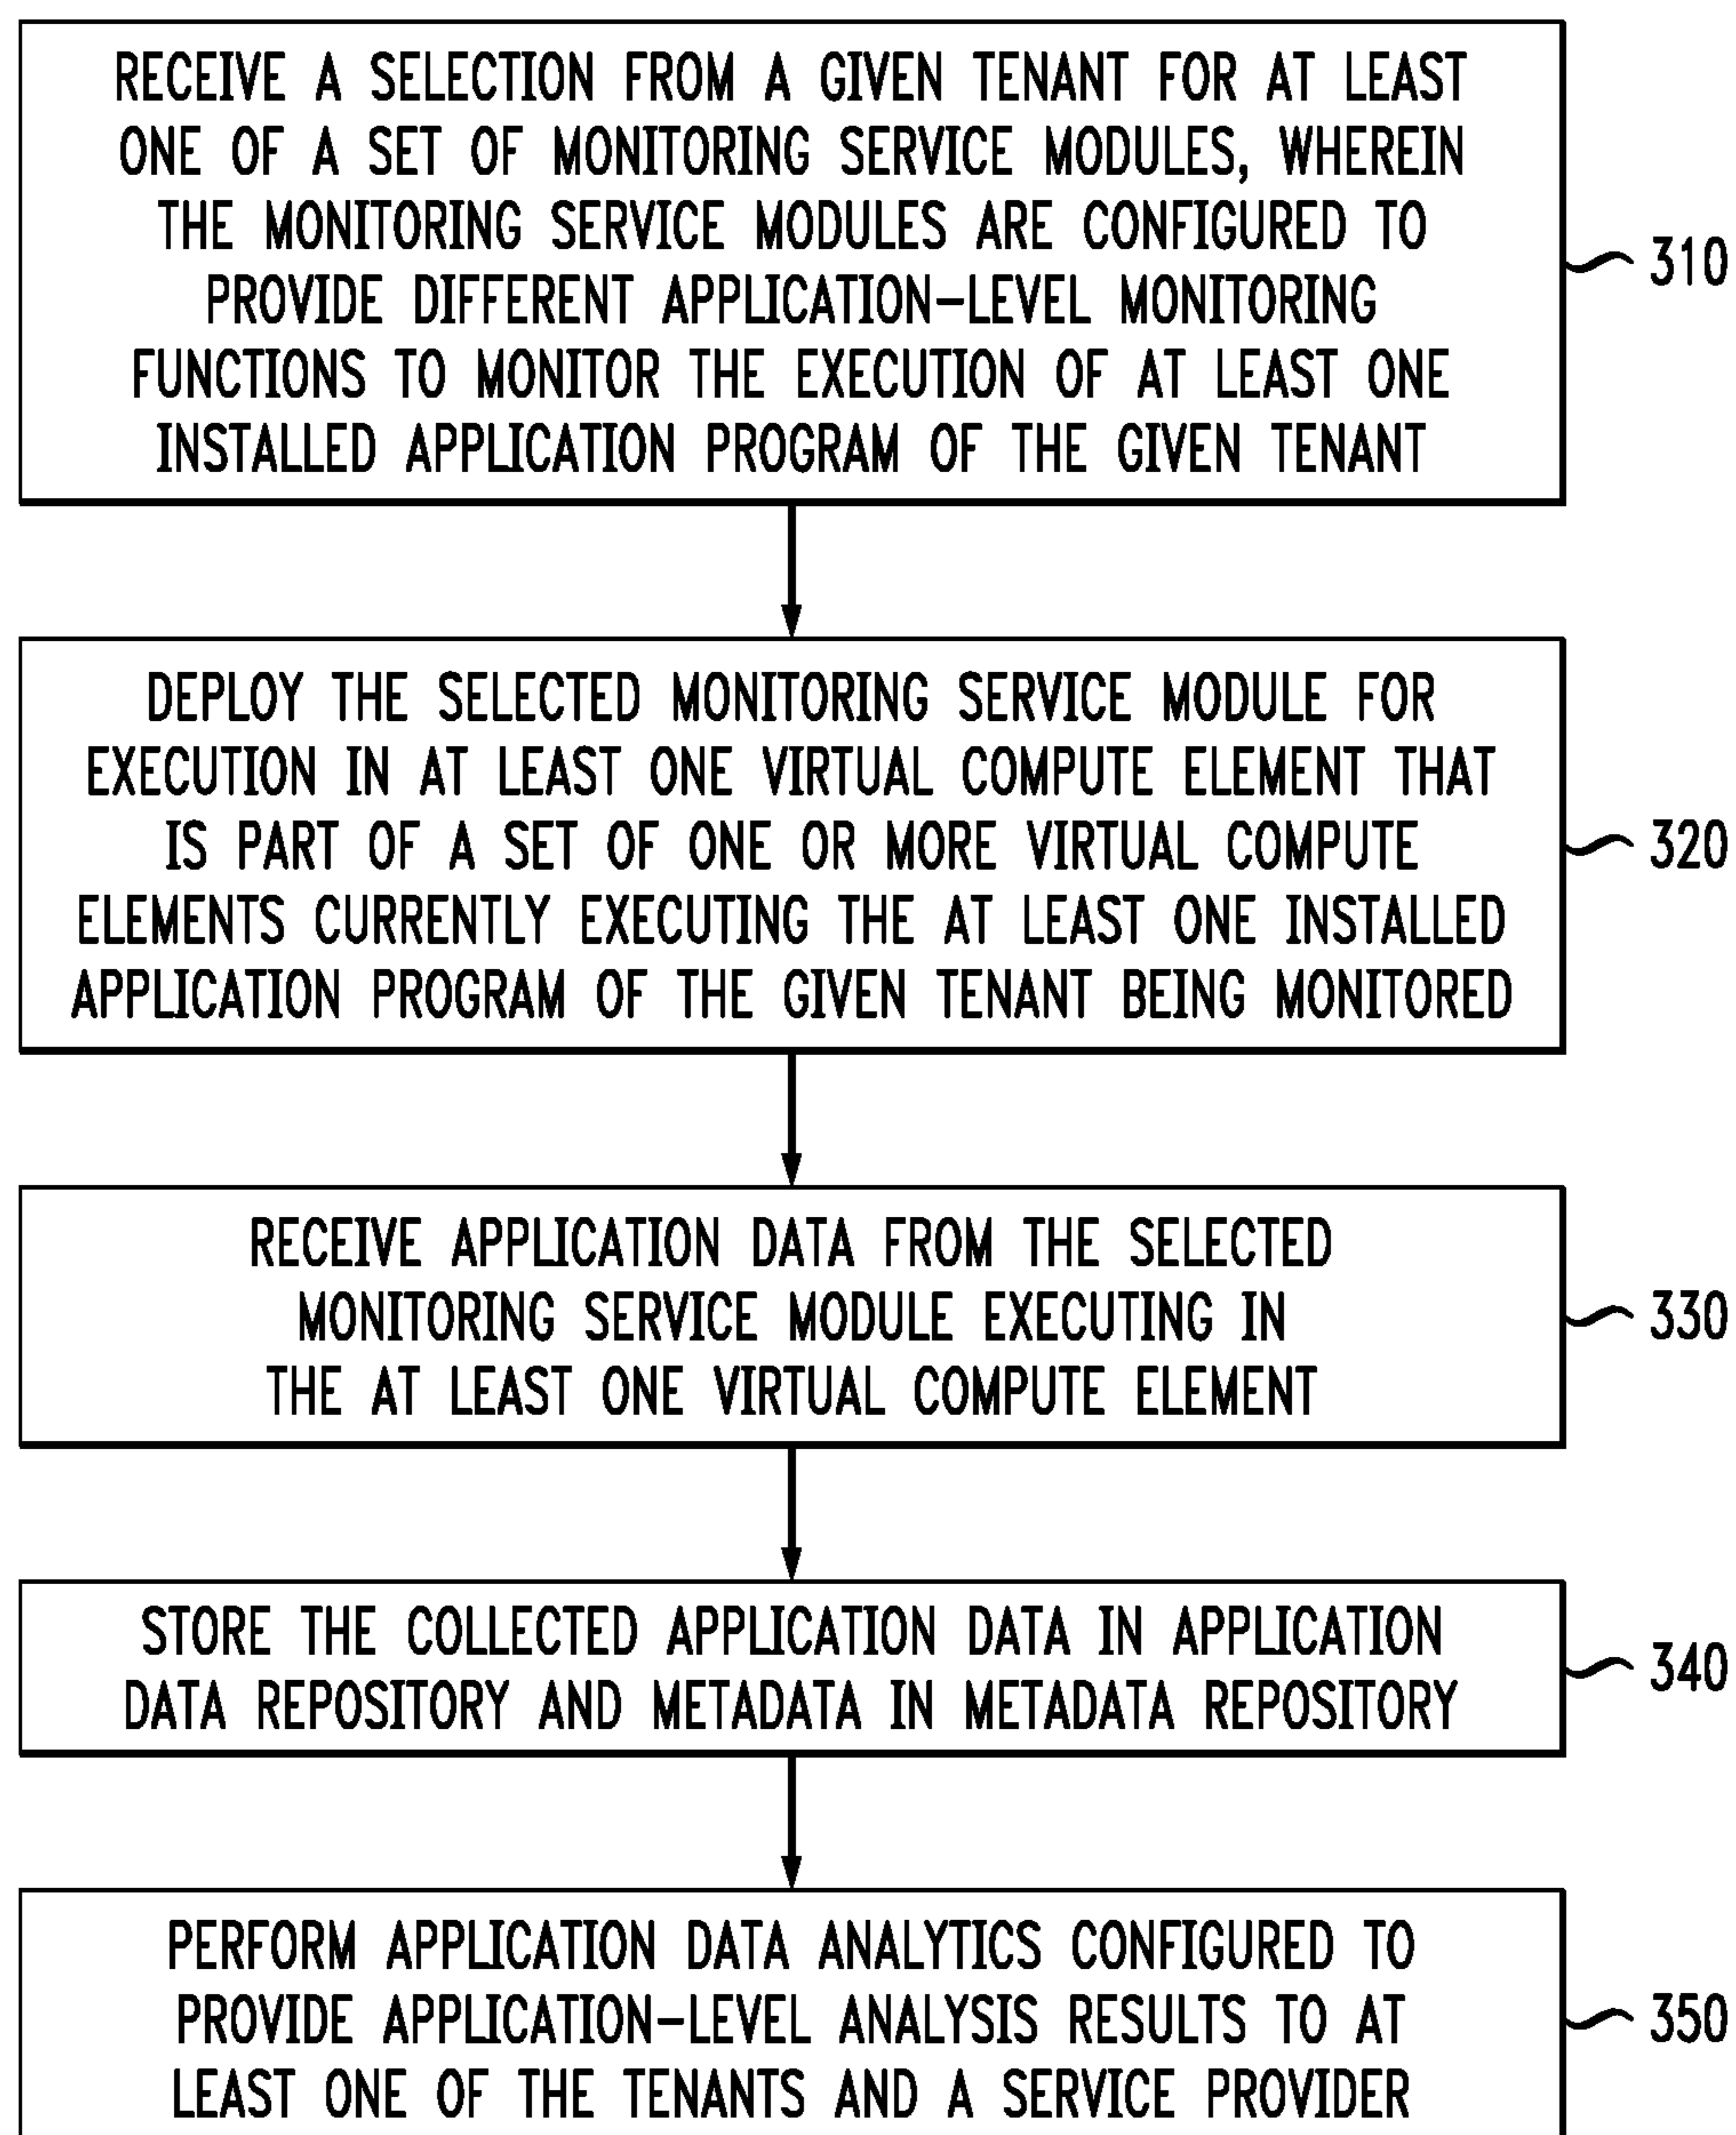 RECEIVE A SELECTION FROM A GIVEN TENANT FOR AT LEAST
ONE OF A SET OF MONITORING SERVICE MODULES, WHEREIN
THE MONITORING SERVICE MODULES ARE CONFIGURED TO
PROVIDE DIFFERENT APPLICATION-LEVEL MONITORING
FUNCTIONS TO MONITOR THE EXECUTION OF AT LEAST ONE
INSTALLED APPLICATION PROGRAM OF THE GIVEN TENANT
310
DEPLOY THE SELECTED MONITORING SERVICE MODULE FOR
EXECUTION IN AT LEAST ONE VIRTUAL COMPUTE ELEMENT THAT
IS PART OF A SET OF ONE OR MORE VIRTUAL COMPUTE
ELEMENTS CURRENTLY EXECUTING THE AT LEAST ONE INSTALLED
APPLICATION PROGRAM OF THE GIVEN TENANT BEING MONITORED
320
RECEIVE APPLICATION DATA FROM THE SELECTED
MONITORING SERVICE MODULE EXECUTING IN
THE AT LEAST ONE VIRTUAL COMPUTE ELEMENT
330
STORE THE COLLECTED APPLICATION DATA IN APPLICATION
DATA REPOSITORY AND METADATA IN METADATA REPOSITORY
340
PERFORM APPLICATION DATA ANALYTICS CONFIGURED TO
PROVIDE APPLICATION-LEVEL ANALYSIS RESULTS TO AT
LEAST ONE OF THE TENANTS AND A SERVICE PROVIDER
350